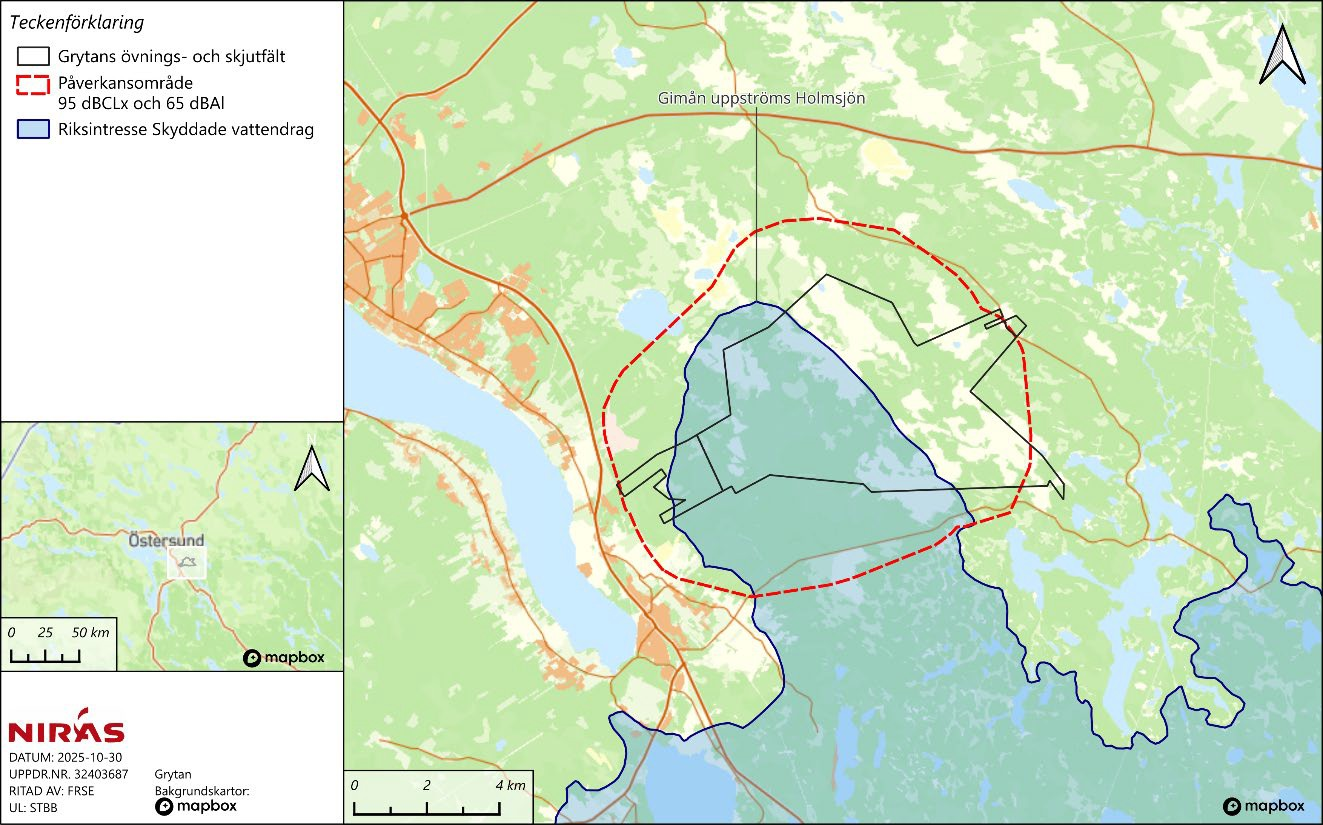 Teckenförklaring
Grytans övnings- och skjutfält
Påverkansområde
95 dBCLx och 65 dBAl
Riksintresse Skyddade vattendrag
Gimån uppströms Holmsjön
Östersund
0 25 50 km
mapbox
NIRAS
DATUM: 2025-10-30
UPPDR.NR. 32403687
RITAD AV: FRSE
UL: STBB
Grytan
Bakgrundskartor:
mapbox
0 2 4 km
mapbox